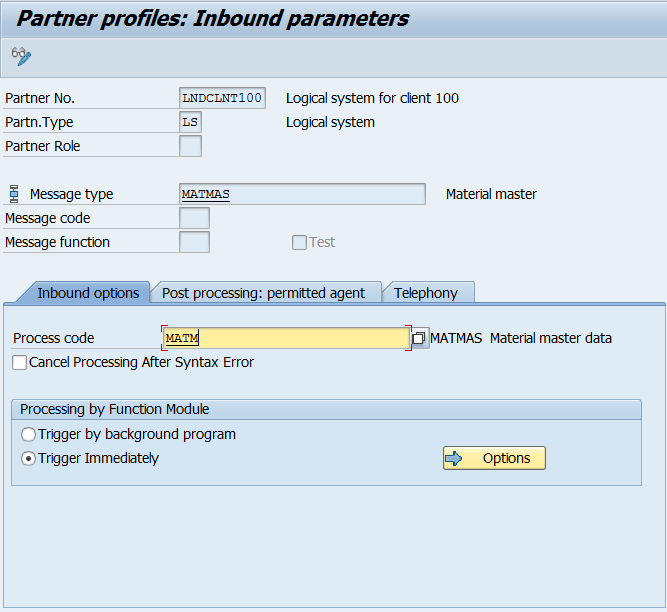 Partner profiles: Inbound parameters
Partner No. LNDCLNT100 Logical system for client 100
Partn.Type LS Logical system
Partner Role
Message type MATMAS Material master
Message code
Message function Test
Inbound options Post processing: permitted agent Telephony
Process code MATM MATMAS Material master data
Cancel Processing After Syntax Error
Processing by Function Module
Trigger by background program
Trigger Immediately Options